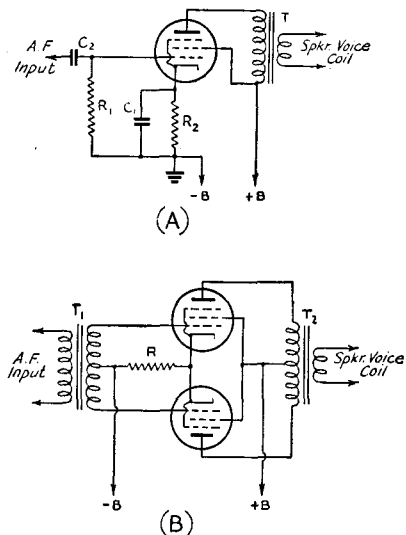 A.F.
Input
C₂
R₁
C₁
R₂
T
Spkr. Voice
Coil
-B
+B
(A)
A.F.
Input
T₁
R
T₂
Spkr. Voice
Coil
-B
+B
(B)